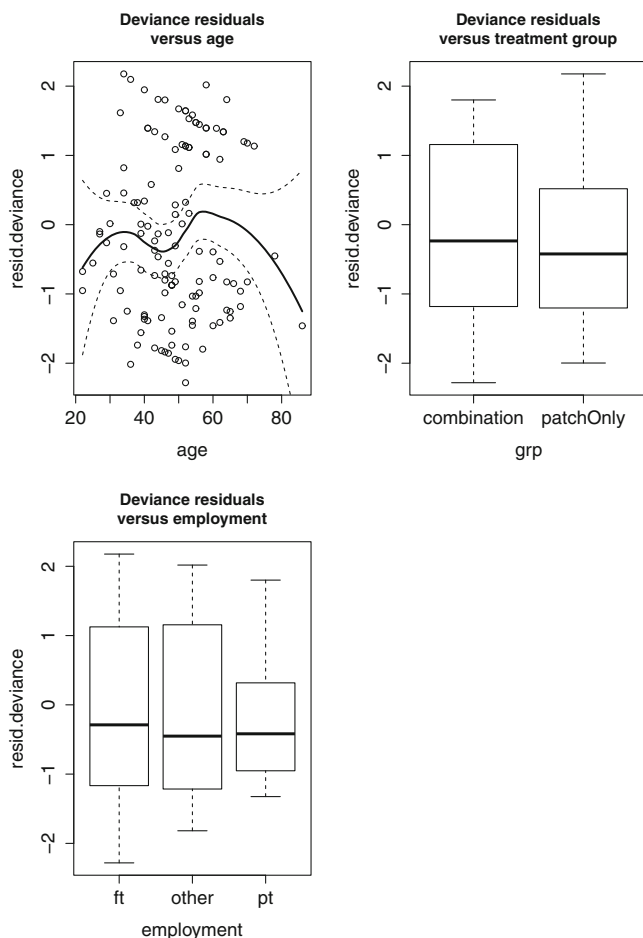 Deviance residuals
versus age
resid.deviance
2
1
0
−1
−2
20 40 60 80
age
Deviance residuals
versus treatment group
resid.deviance
2
1
0
−1
−2
combination patchOnly
grp
Deviance residuals
versus employment
resid.deviance
2
1
0
−1
−2
ft other pt
employment